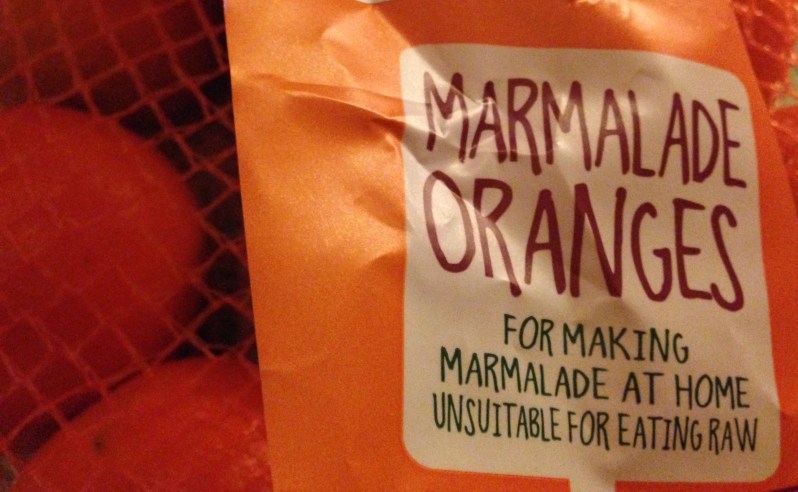 MARMALADE
ORANGES
FOR MAKING
MARMALADE AT HOME
UNSUITABLE FOR EATING RAW